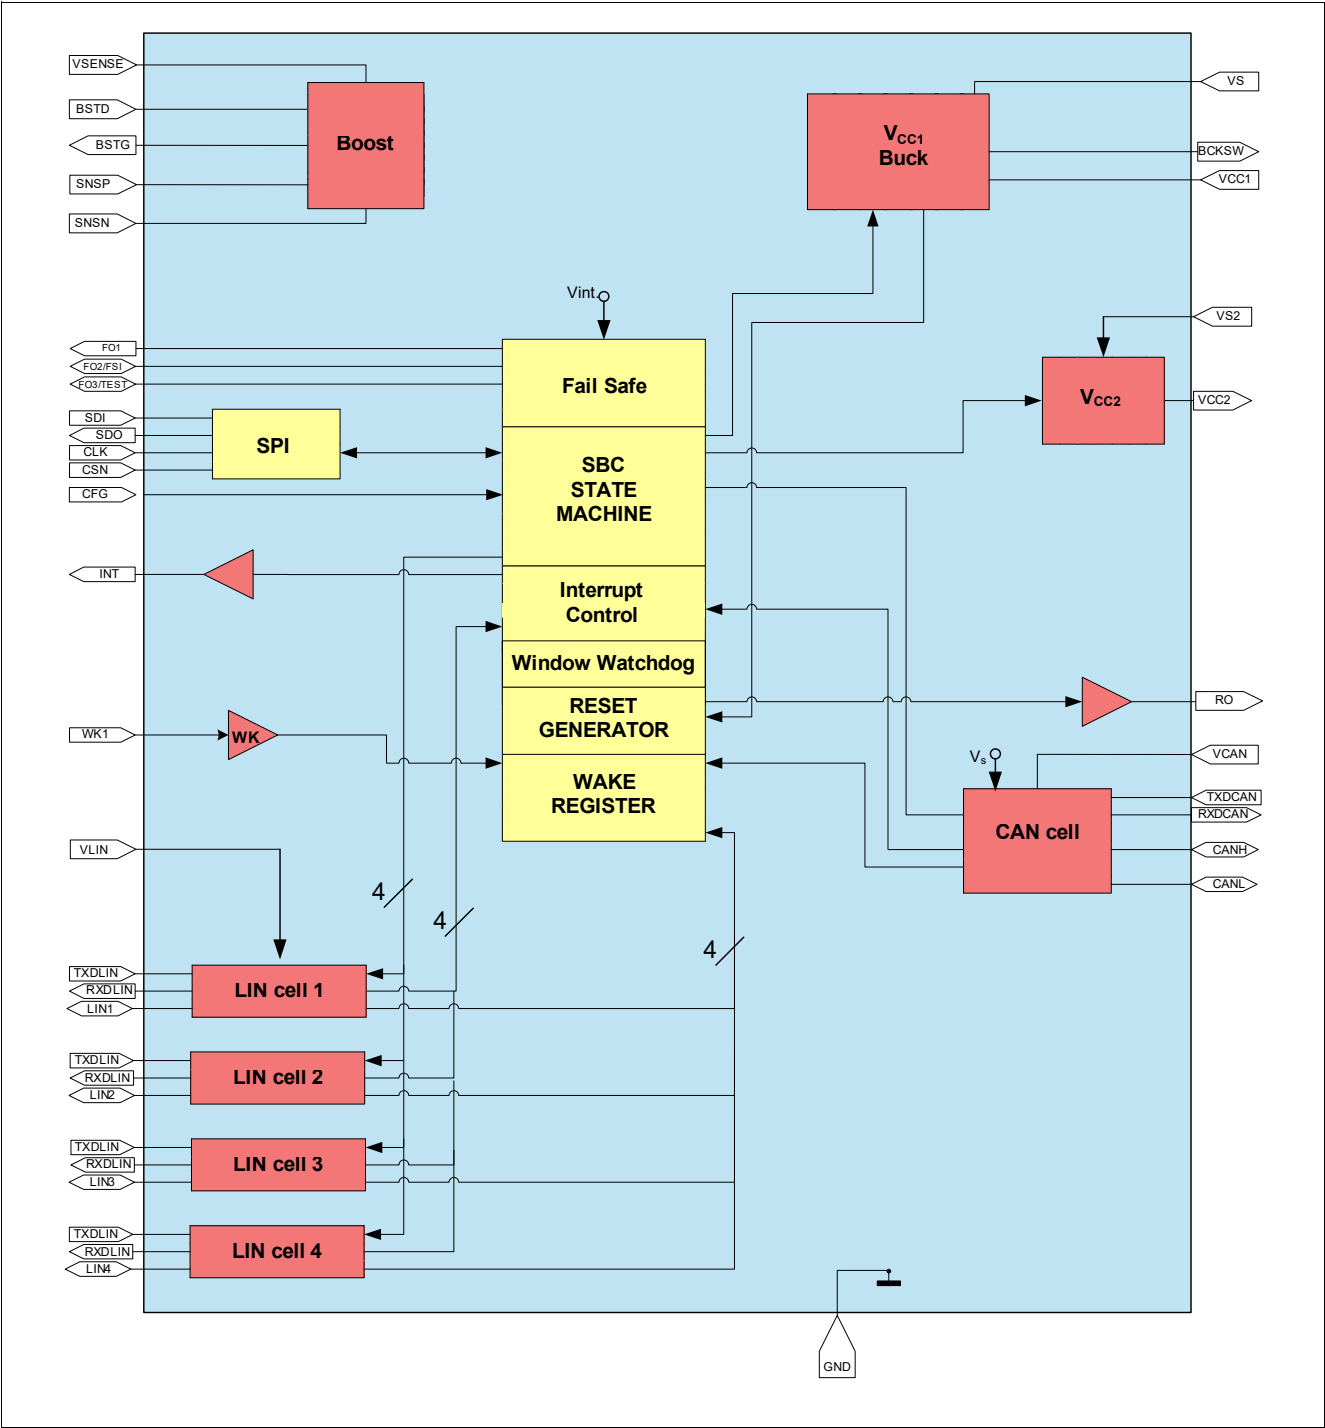 VSENSE
BSTD
BSTG
SNSP
SNSN
Boost
VCC1
Buck
VS
BCKSW
VCC1
Vint.
VS2
VCC2
VCC2
FO1
FO2/FSI
FO3/TEST
Fail Safe
SDI
SDO
CLK
CSN
CFG
SPI
SBC
STATE
MACHINE
INT
Interrupt
Control
Window Watchdog
RESET
GENERATOR
RO
WK1
WK
WAKE
REGISTER
Vs
VCAN
TXDCAN
RXDCAN
CANH
CANL
CAN cell
VLIN
4
4
4
TXDLIN
RXDLIN
LIN1
LIN cell 1
TXDLIN
RXDLIN
LIN2
LIN cell 2
TXDLIN
RXDLIN
LIN3
LIN cell 3
TXDLIN
RXDLIN
LIN4
LIN cell 4
GND